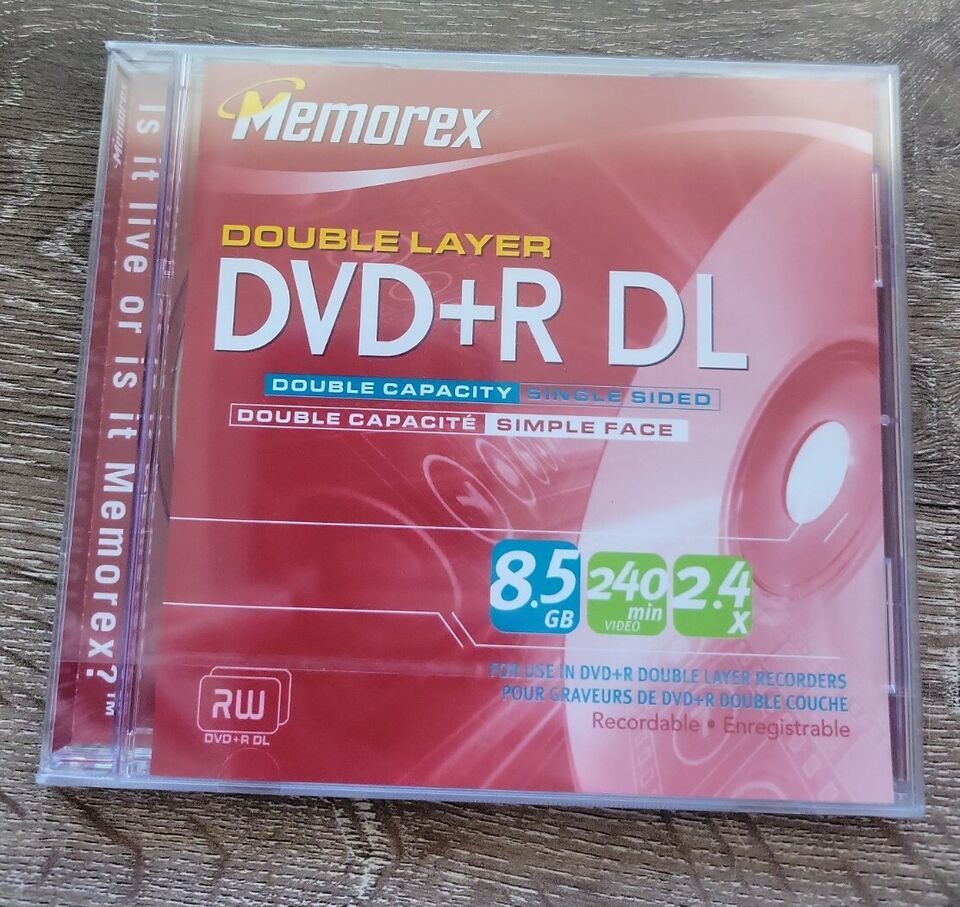 Memorex
Is it live or is it Memorex?™
Memorex
DOUBLE LAYER
DVD+R DL
DOUBLE CAPACITY SINGLE SIDED
DOUBLE CAPACITÉ SIMPLE FACE
8.5 GB
240 min VIDEO
2.4 X
FOR USE IN DVD+R DOUBLE LAYER RECORDERS
POUR GRAVEURS DE DVD+R DOUBLE COUCHE
Recordable • Enregistrable
RW
DVD+R DL